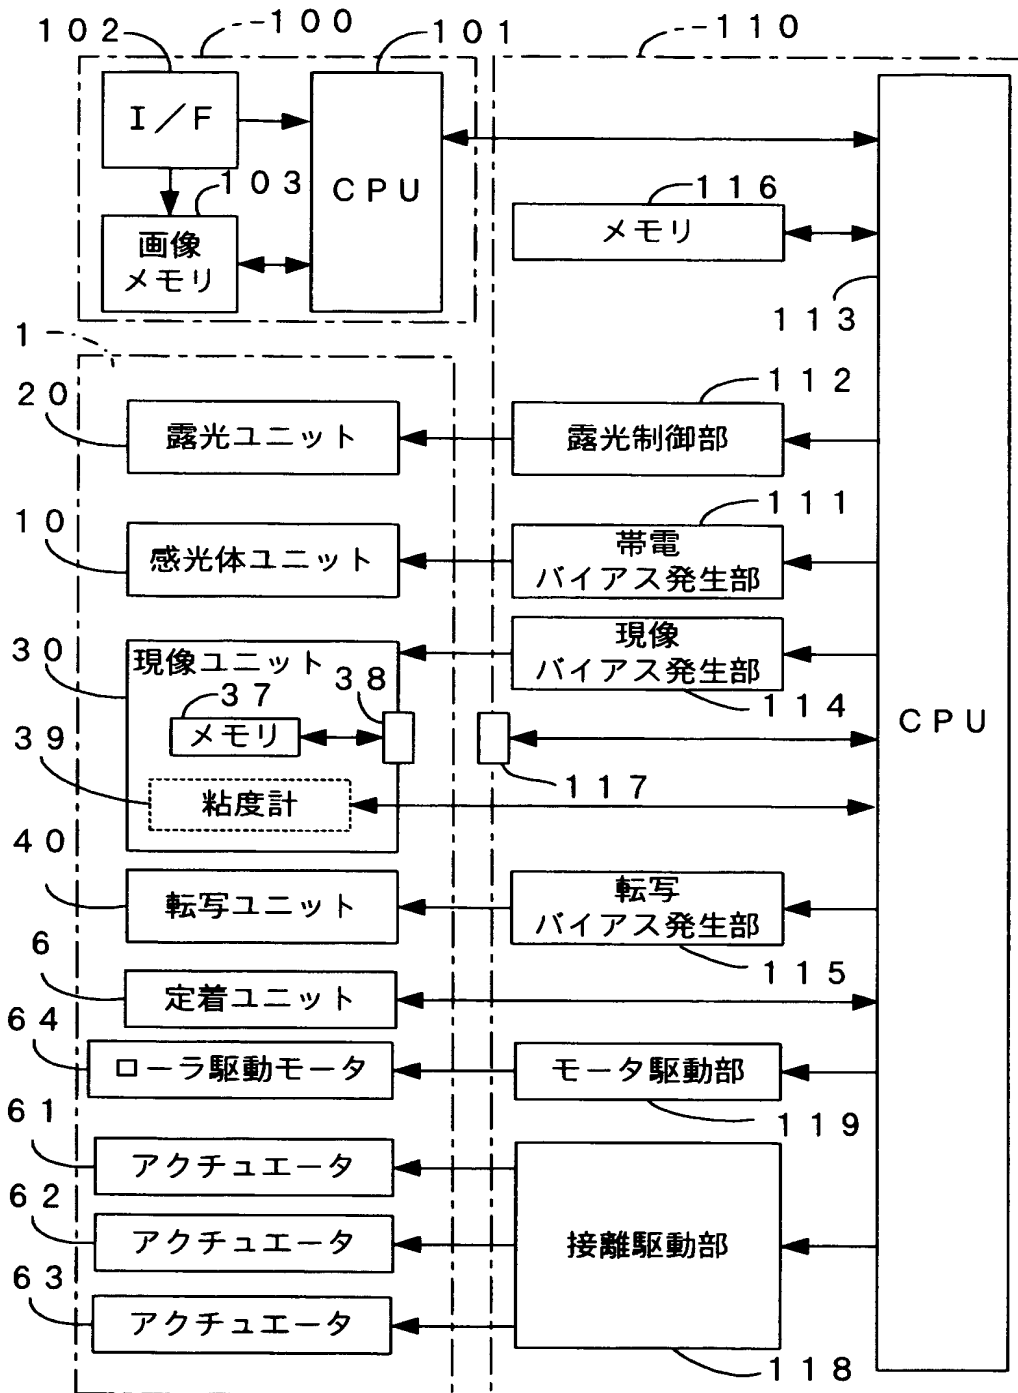 102
100
101
110
I/F
CPU
103
画像
メモリ
116
メモリ
113
1
20
露光ユニット
112
露光制御部
10
感光体ユニット
111
帯電
バイアス発生部
30
現像ユニット
37
メモリ
38
現像
バイアス発生部
114
CPU
39
粘度計
117
40
転写ユニット
転写
バイアス発生部
115
6
定着ユニット
64
ローラ駆動モータ
モータ駆動部
119
61
アクチュエータ
62
アクチュエータ
接離駆動部
63
アクチュエータ
118